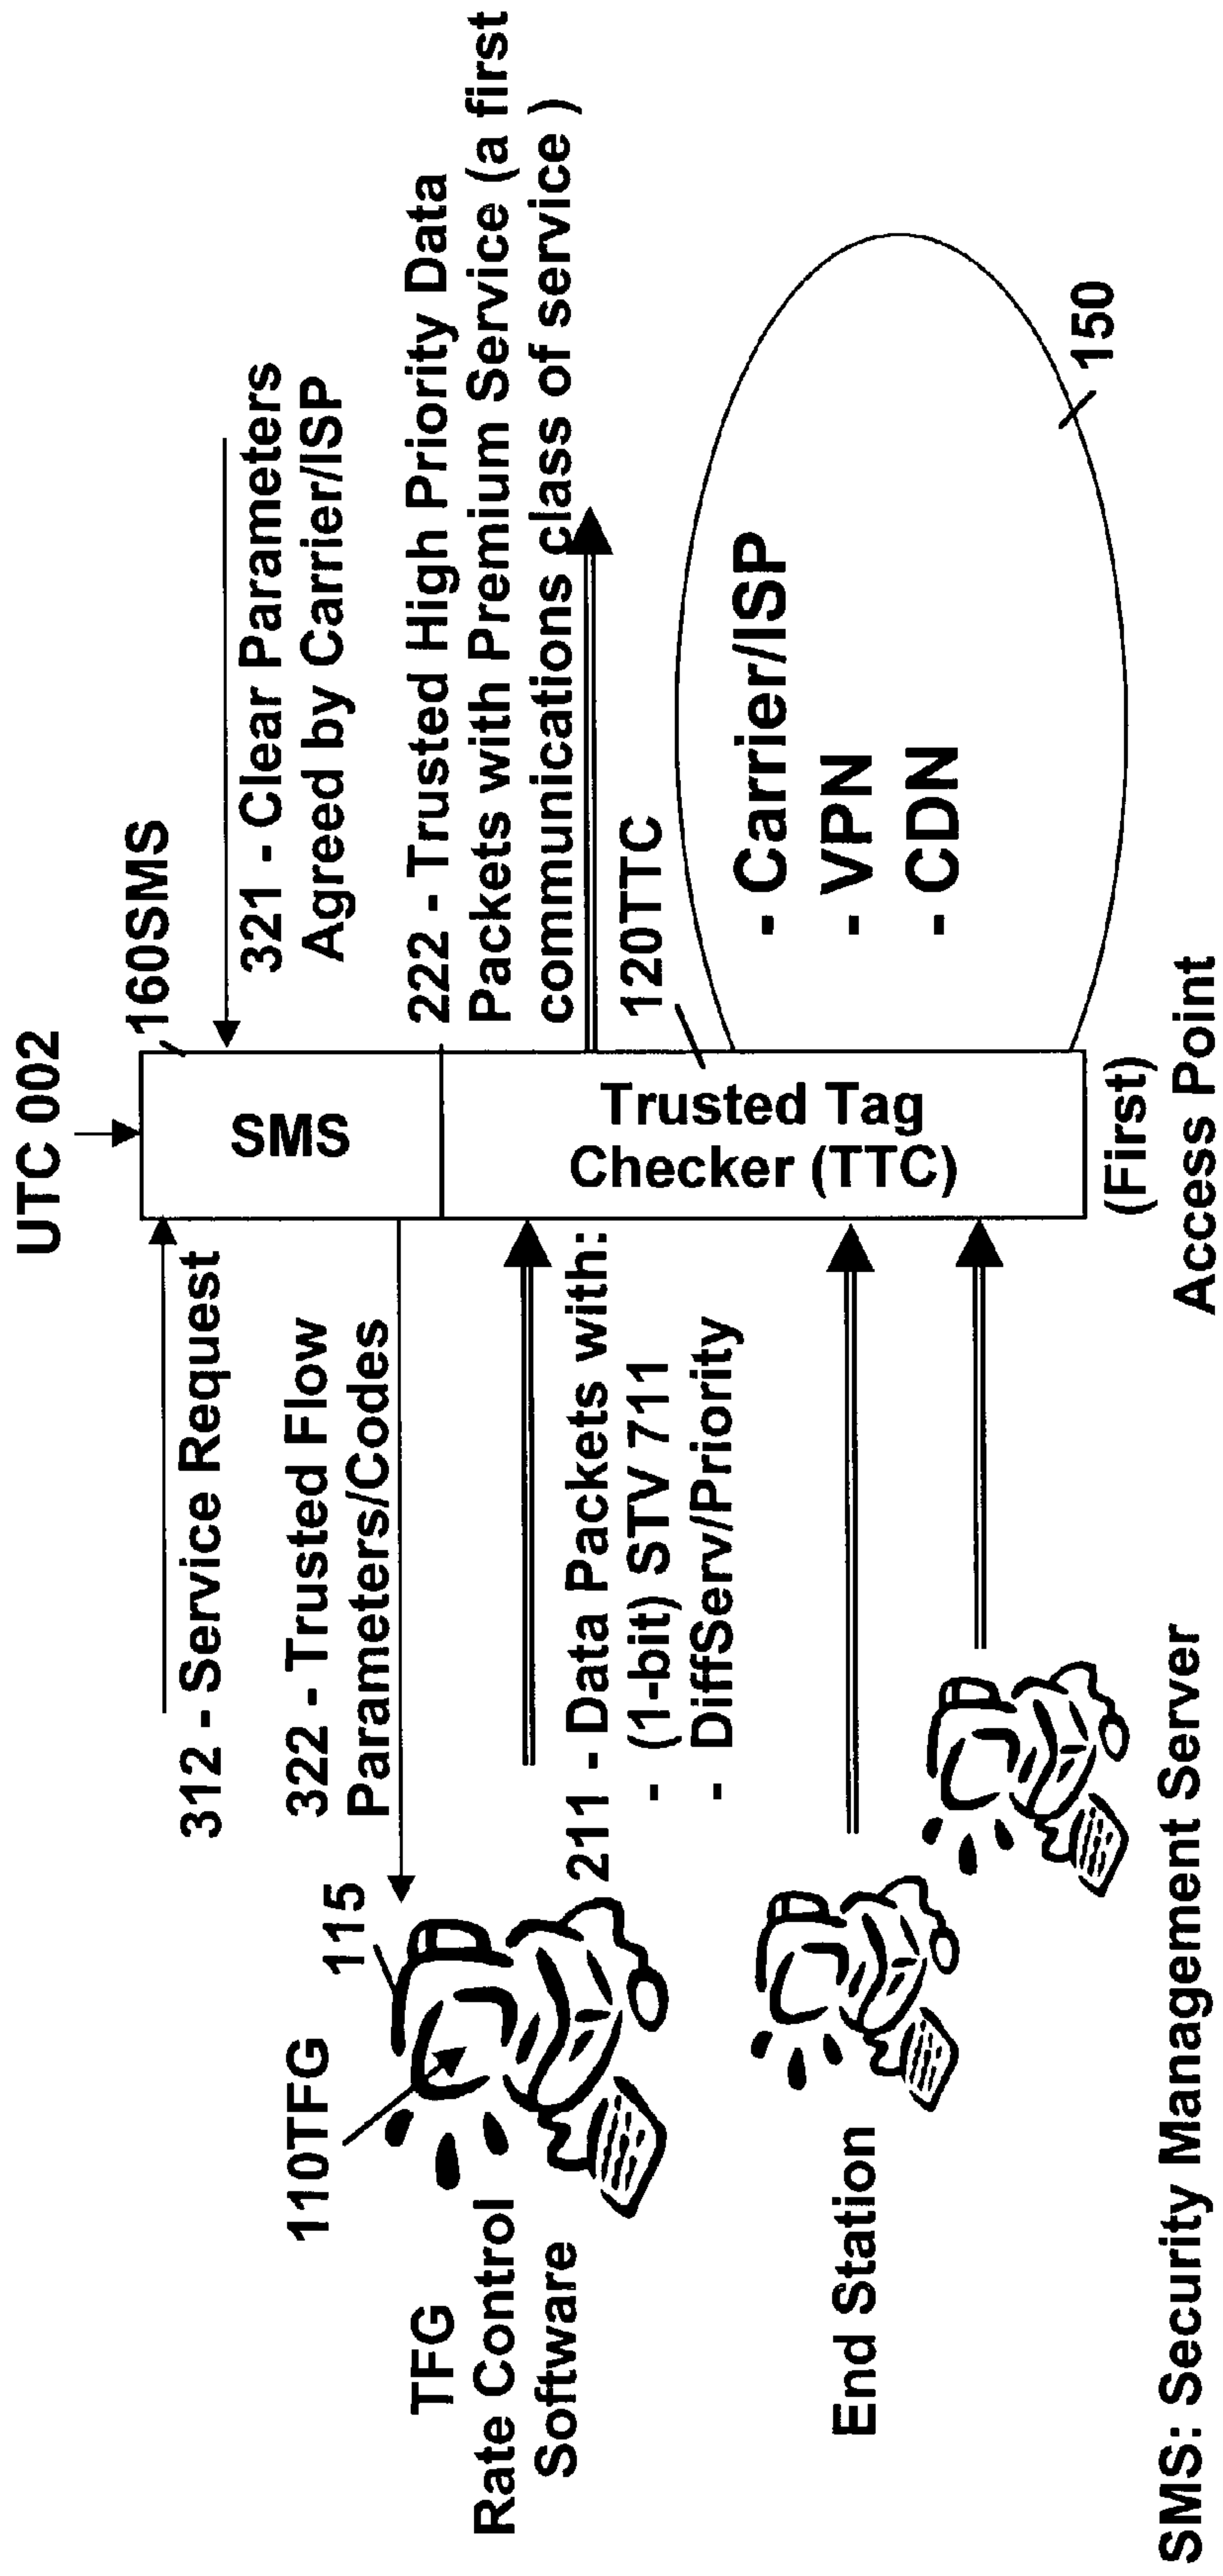 UTC 002
160SMS
312 - Service Request
SMS
321 - Clear Parameters
Agreed by Carrier/ISP
322 - Trusted Flow
Parameters/Codes
115
110TFG
222 - Trusted High Priority Data
Packets with Premium Service (a first
communications class of service )
TFG
Rate Control
Software
211 - Data Packets with:
- (1-bit) STV 711
- DiffServ/Priority
Trusted Tag
Checker (TTC)
120TTC
- Carrier/ISP
- VPN
- CDN
150
End Station
(First)
Access Point
SMS: Security Management Server